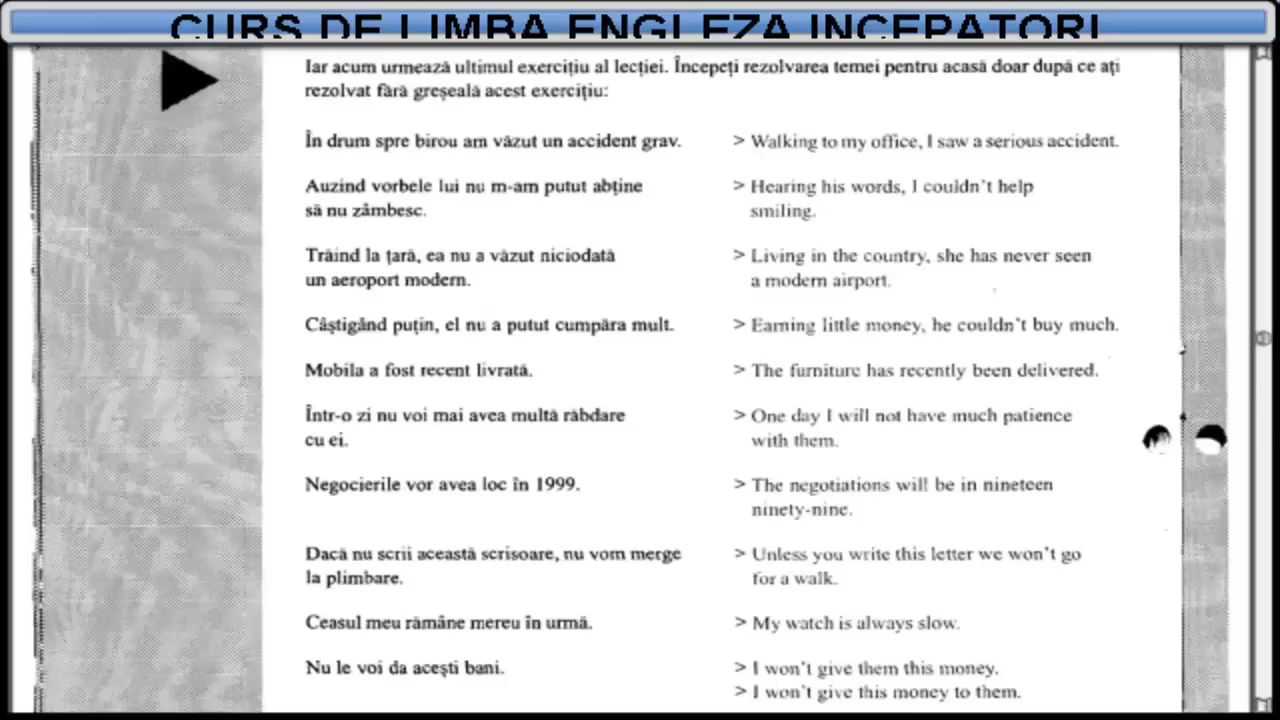 CURS DE LIMBA ENGLEZA INCEPATORI
Iar acum urmează ultimul exercițiu al lecției. Începeți rezolvarea temei pentru acasă doar după ce ați
rezolvat fără greșeală acest exercițiu:
În drum spre birou am văzut un accident grav.
> Walking to my office, I saw a serious accident.
Auzind vorbele lui nu m-am putut abține
să nu zâmbesc.
> Hearing his words, I couldn't help
smiling.
Trăind la țară, ea nu a văzut niciodată
un aeroport modern.
> Living in the country, she has never seen
a modern airport.
Câștigând puțin, el nu a putut cumpăra mult.
> Earning little money, he couldn't buy much.
Mobila a fost recent livrată.
> The furniture has recently been delivered.
Într-o zi nu voi mai avea multă răbdare
cu ei.
> One day I will not have much patience
with them.
Negocierile vor avea loc în 1999.
> The negotiations will be in nineteen
ninety-nine.
Dacă nu scrii această scrisoare, nu vom merge
la plimbare.
> Unless you write this letter we won't go
for a walk.
Ceasul meu rămâne mereu în urmă.
> My watch is always slow.
Nu le voi da acești bani.
> I won't give them this money.
> I won't give this money to them.